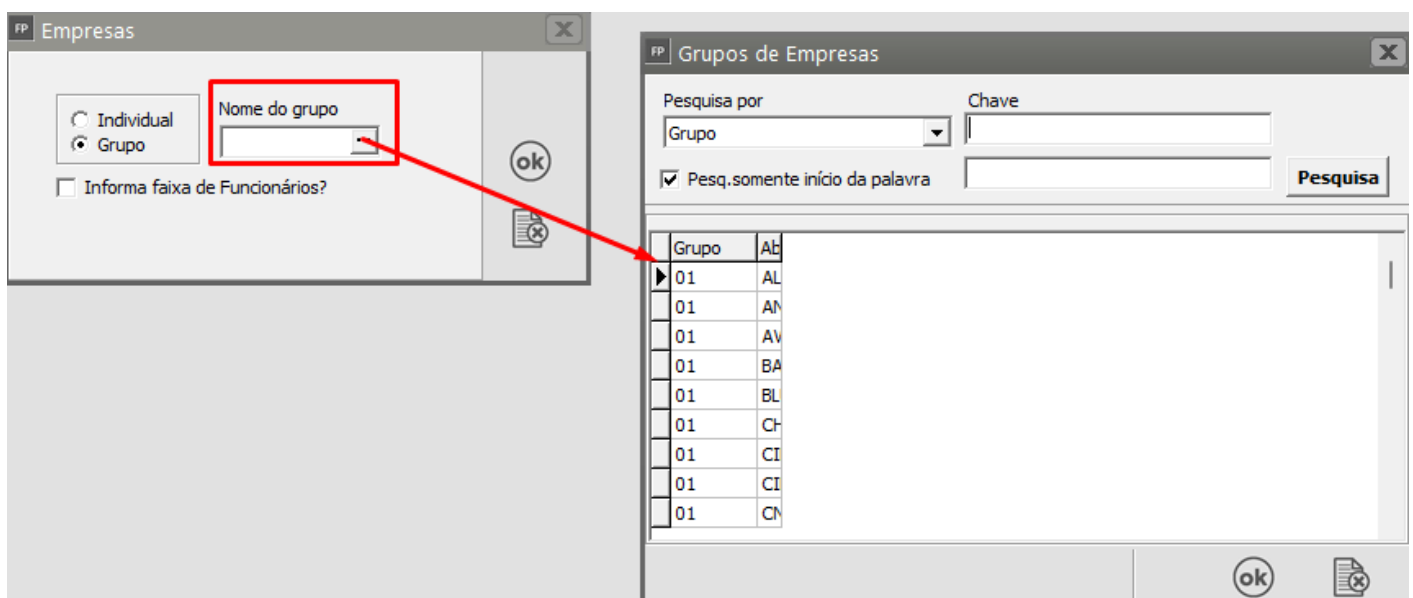 FP Empresas
Individual
Grupo
Nome do grupo
...
Informa faixa de Funcionários?
ok
FP Grupos de Empresas
Pesquisa por
Chave
Grupo
Pesq.somente início da palavra
Pesquisa
Grupo Ab
01 AL
01 AN
01 AV
01 BA
01 BL
01 CH
01 CI
01 CI
01 CN
ok